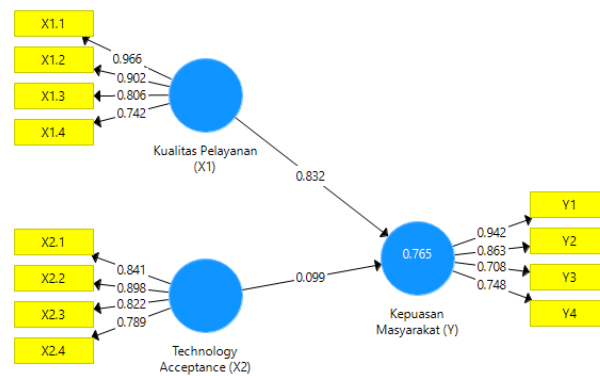 X1.1
X1.2
X1.3
X1.4
0.966
0.902
0.806
0.742
Kualitas Pelayanan
(X1)
0.832
X2.1
X2.2
X2.3
X2.4
0.841
0.898
0.822
0.789
Technology
Acceptance (X2)
0.099
0.765
Kepuasan
Masyarakat (Y)
0.942
0.863
0.708
0.748
Y1
Y2
Y3
Y4